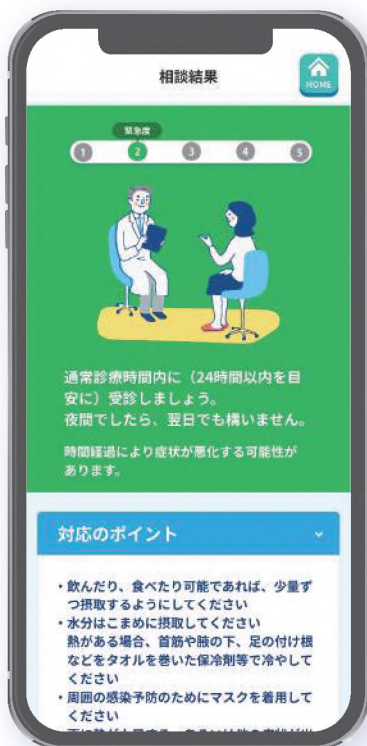 相談結果
HOME
緊急度
1 2 3 4 5
通常診療時間内に（24時間以内を目
安に）受診しましょう。
夜間でしたら、翌日でも構いません。
時間経過により症状が悪化する可能性が
あります。
対応のポイント
・飲んだり、食べたり可能であれば、少量ず
つ摂取するようにしてください
・水分はこまめに摂取してください
熱がある場合、首筋や腋の下、足の付け根
などをタオルを巻いた保冷剤等で冷やして
ください
・周囲の感染予防のためにマスクを着用して
ください